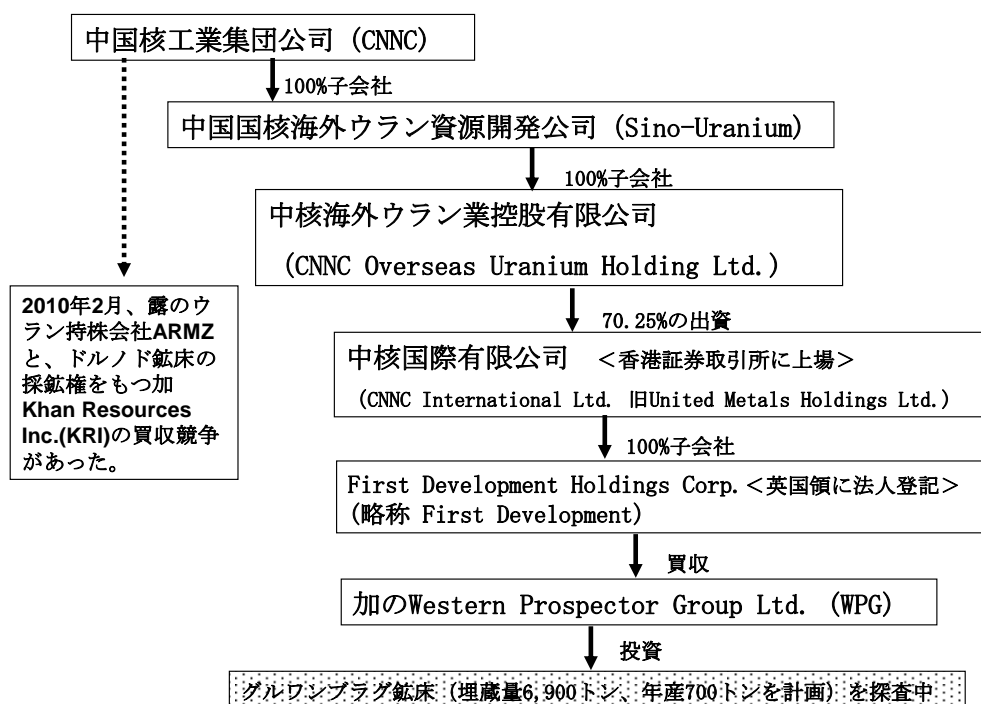 中国核工業集団公司 (CNNC)
100%子会社
中国国核海外ウラン資源開発公司 (Sino-Uranium)
100%子会社
中核海外ウラン業控股有限公司
(CNNC Overseas Uranium Holding Ltd.)
2010年2月、露のウ
ラン持株会社ARMZ
と、ドルノド鉱床の
採鉱権をもつ加
Khan Resources
Inc.(KRI)の買収競争
があった。
70.25%の出資
中核国際有限公司 <香港証券取引所に上場>
(CNNC International Ltd. 旧United Metals Holdings Ltd.)
100%子会社
First Development Holdings Corp.<英国領に法人登記>
(略称 First Development)
買収
加のWestern Prospector Group Ltd. (WPG)
投資
グルワンブラグ鉱床 (埋蔵量6,900トン、年産700トンを計画) を探査中